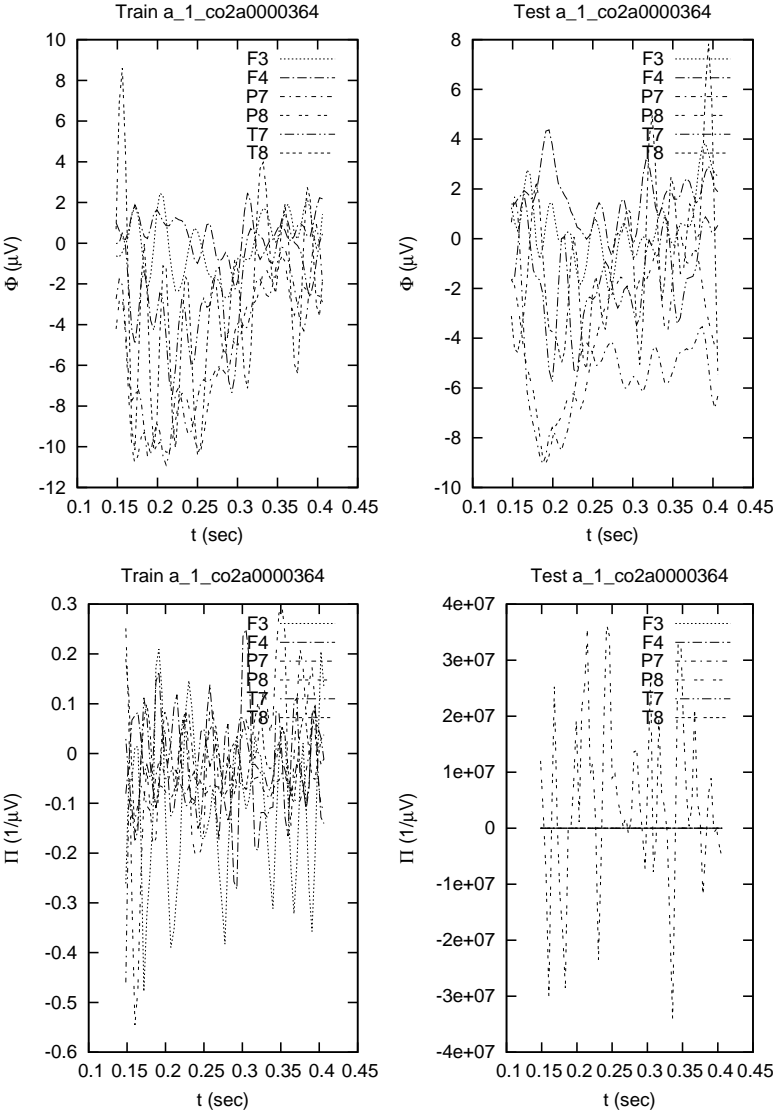 Train a_1_co2a0000364
10
8
6
4
2
0
-2
-4
-6
-8
-10
-12
Φ (μV)
0.1 0.15 0.2 0.25 0.3 0.35 0.4 0.45
t (sec)
F3
F4
P7
P8
T7
T8
Test a_1_co2a0000364
8
6
4
2
0
-2
-4
-6
-8
-10
Φ (μV)
0.1 0.15 0.2 0.25 0.3 0.35 0.4 0.45
t (sec)
F3
F4
P7
P8
T7
T8
Train a_1_co2a0000364
0.3
0.2
0.1
0
-0.1
-0.2
-0.3
-0.4
-0.5
-0.6
Π (1/μV)
0.1 0.15 0.2 0.25 0.3 0.35 0.4 0.45
t (sec)
F3
F4
P7
P8
T7
T8
Test a_1_co2a0000364
4e+07
3e+07
2e+07
1e+07
0
-1e+07
-2e+07
-3e+07
-4e+07
Π (1/μV)
0.1 0.15 0.2 0.25 0.3 0.35 0.4 0.45
t (sec)
F3
F4
P7
P8
T7
T8